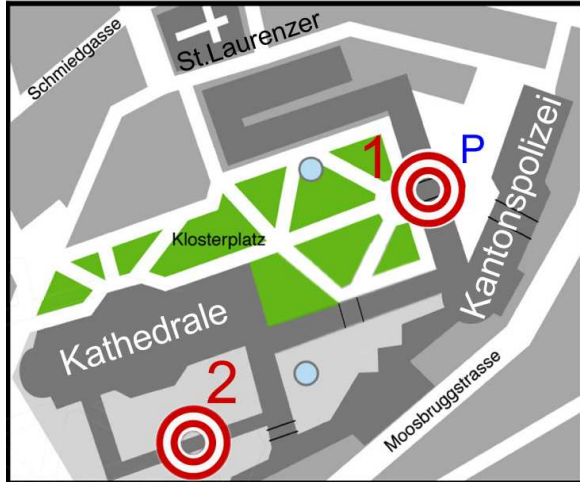 Schmiedgasse
St.Laurenzer
Kantonspolizei
1
P
Klosterplatz
Kathedrale
2
Moosbruggstrasse